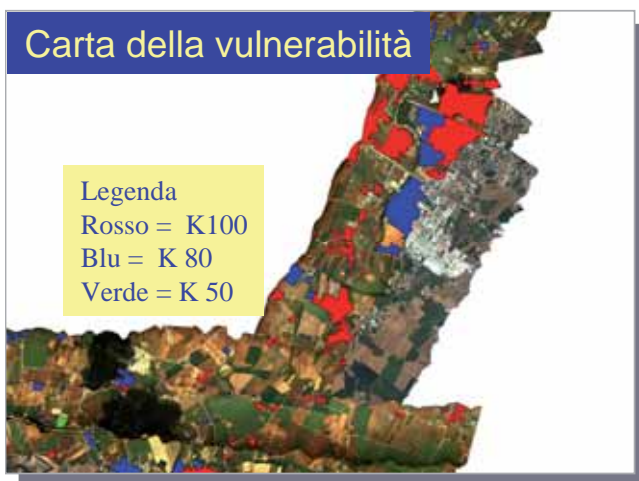 Carta della vulnerabilità
Legenda
Rosso = K100
Blu = K 80
Verde = K 50